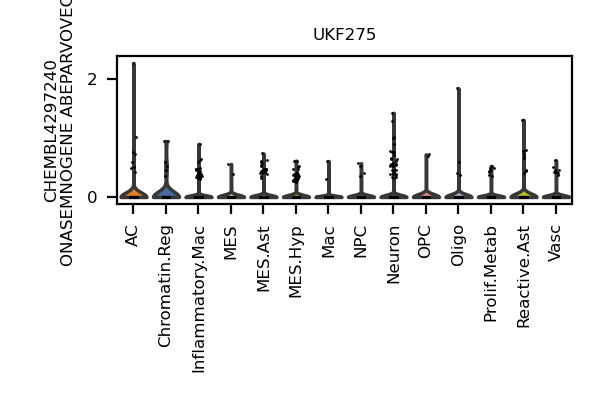 UKF275
CHEMBL4297240
ONASEMNOGENE ABEPARVOVEC
2
0
AC
Chromatin.Reg
Inflammatory.Mac
MES
MES.Ast
MES.Hyp
Mac
NPC
Neuron
OPC
Oligo
Prolif.Metab
Reactive.Ast
Vasc